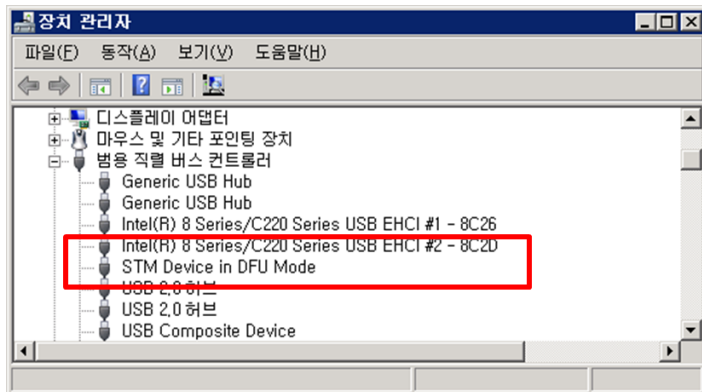 장치 관리자
파일(F) 동작(A) 보기(V) 도움말(H)
디스플레이 어댑터
마우스 및 기타 포인팅 장치
범용 직렬 버스 컨트롤러
Generic USB Hub
Generic USB Hub
Intel(R) 8 Series/C220 Series USB EHCI #1 - 8C26
Intel(R) 8 Series/C220 Series USB EHCI #2 - 8C2D
STM Device in DFU Mode
USB 2.0 허브
USB 2.0 허브
USB Composite Device